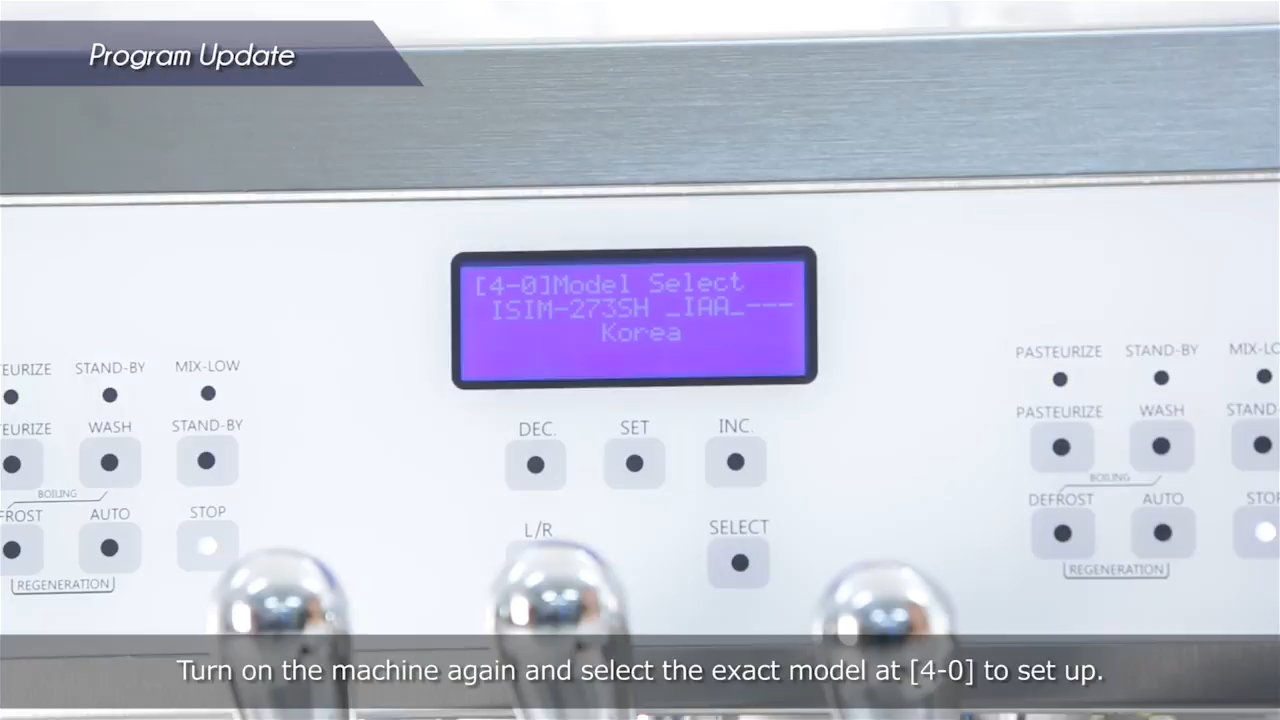 Program Update
[4-0]Model Select
ISIM-273SH _IAA_---
Korea
STAND-BY MIX-LOW
WASH STAND-BY
BOILING
AUTO STOP
REGENERATION
DEC. SET INC.
L/R SELECT
PASTEURIZE STAND-BY
PASTEURIZE WASH
BOILING
DEFROST AUTO
REGENERATION
Turn on the machine again and select the exact model at [4-0] to set up.